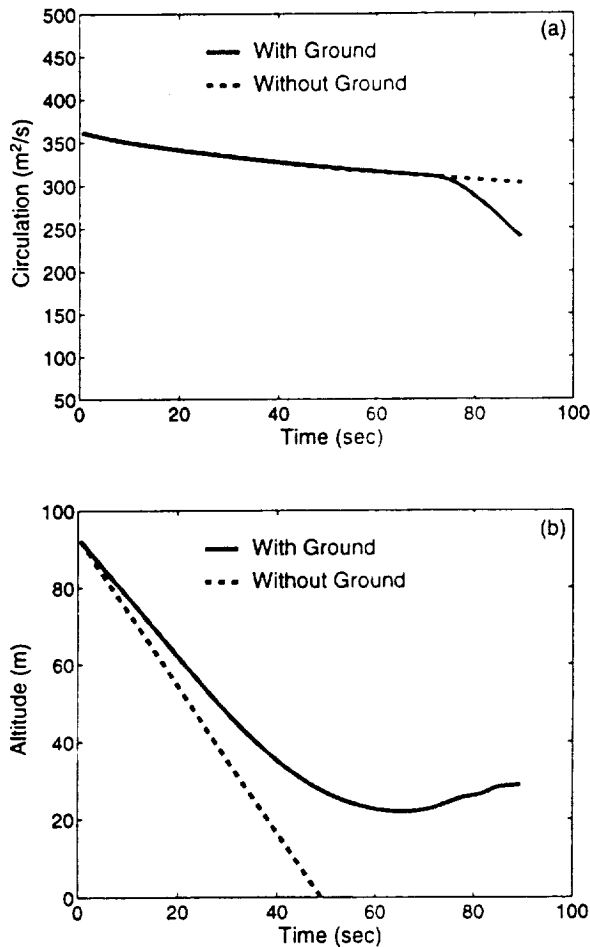 500
450
400
350
300
250
200
150
100
50
Circulation (m²/s)
(a)
With Ground
Without Ground
0 20 40 60 80 100
Time (sec)
100
80
60
40
20
0
Altitude (m)
(b)
With Ground
Without Ground
0 20 40 60 80 100
Time (sec)